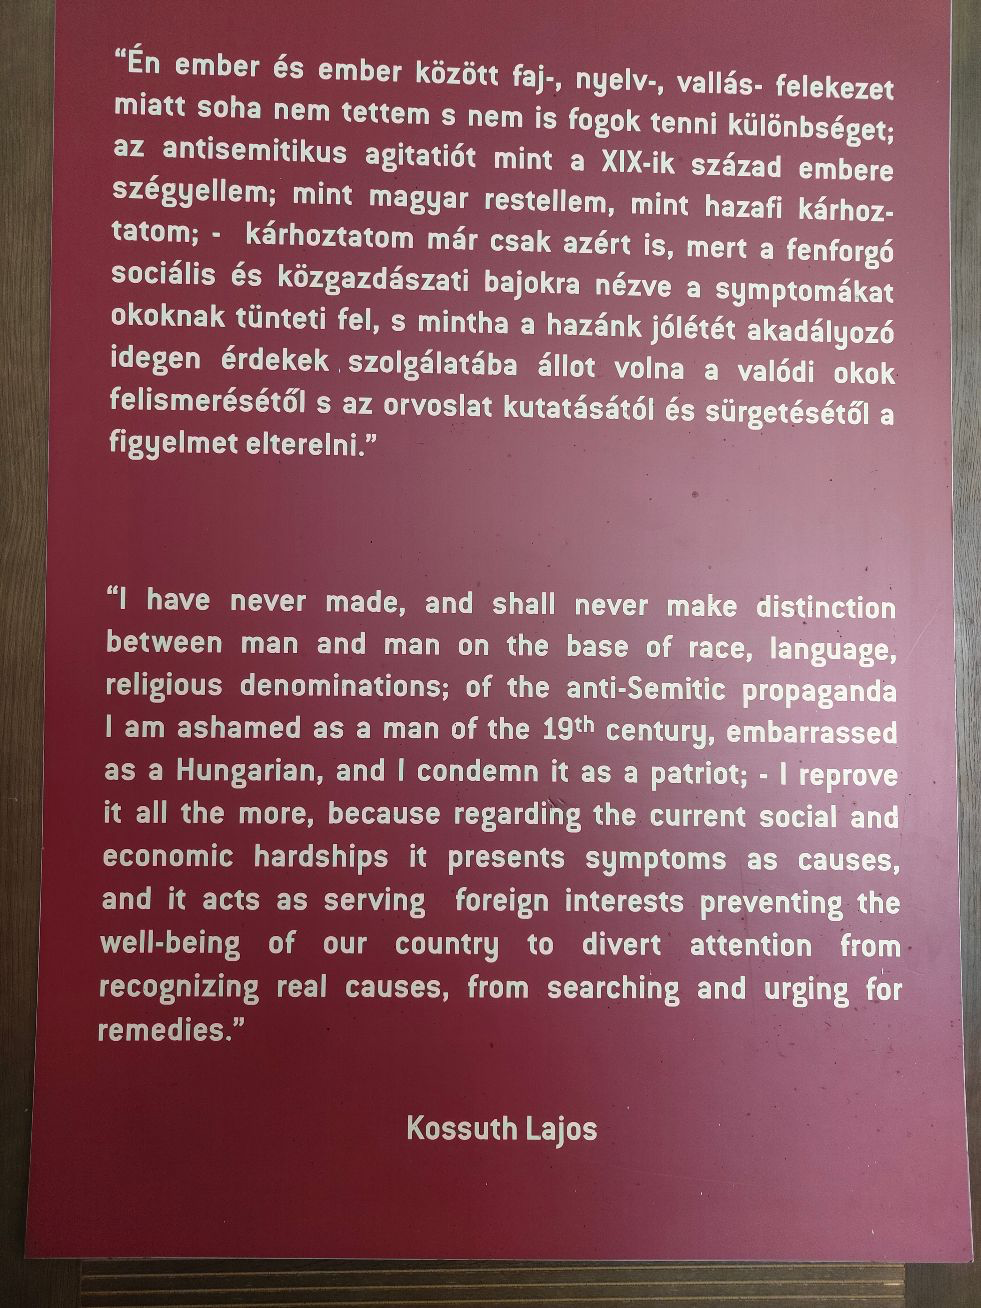 “Én ember és ember között faj-, nyelv-, vallás- felekezet
miatt soha nem tettem s nem is fogok tenni különbséget;
az antisemitikus agitatiót mint a XIX-ik század embere
szégyellem; mint magyar restellem, mint hazafi kárhoz-
tatom; - kárhoztatom már csak azért is, mert a fenforgó
sociális és közgazdászati bajokra nézve a symptomákat
okoknak tünteti fel, s mintha a hazánk jólétét akadályozó
idegen érdekek szolgálatába állot volna a valódi okok
felismerésétől s az orvoslat kutatásától és sürgetésétől a
figyelmet elterelni.”
“I have never made, and shall never make distinction
between man and man on the base of race, language,
religious denominations; of the anti-Semitic propaganda
I am ashamed as a man of the 19th century, embarrassed
as a Hungarian, and I condemn it as a patriot; - I reprove
it all the more, because regarding the current social and
economic hardships it presents symptoms as causes,
and it acts as serving foreign interests preventing the
well-being of our country to divert attention from
recognizing real causes, from searching and urging for
remedies.”
Kossuth Lajos